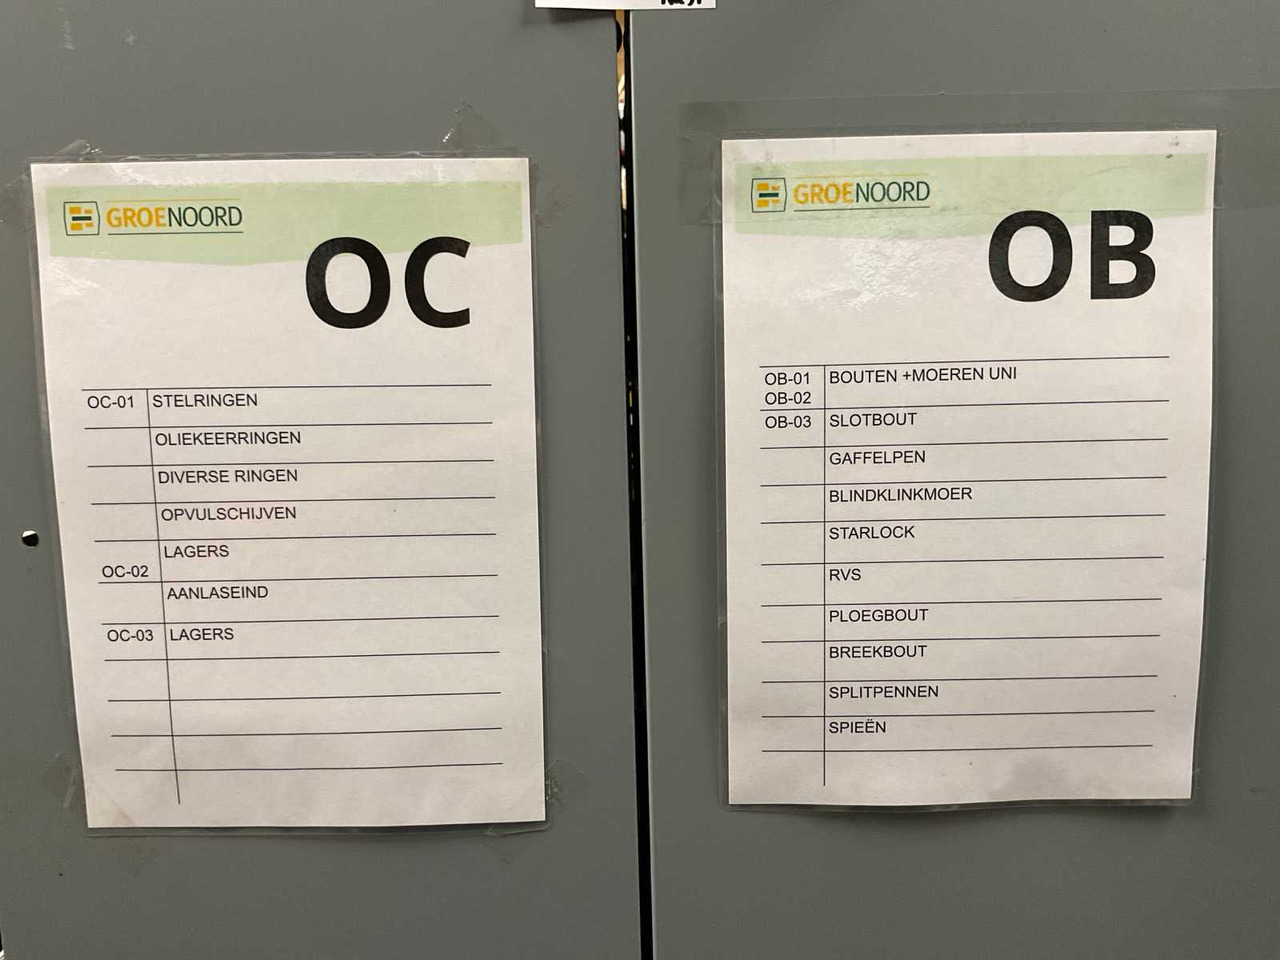 GROENOORD
OC
OC-01 STELRINGEN
OLIEKEERRINGEN
DIVERSE RINGEN
OPVULSCHIJVEN
LAGERS
OC-02
AANLASEIND
OC-03 LAGERS
GROENOORD
OB
OB-01 BOUTEN +MOEREN UNI
OB-02
OB-03 SLOTBOUT
GAFFELPEN
BLINDKLINKMOER
STARLOCK
RVS
PLOEGBOUT
BREEKBOUT
SPLITPENNEN
SPIEËN